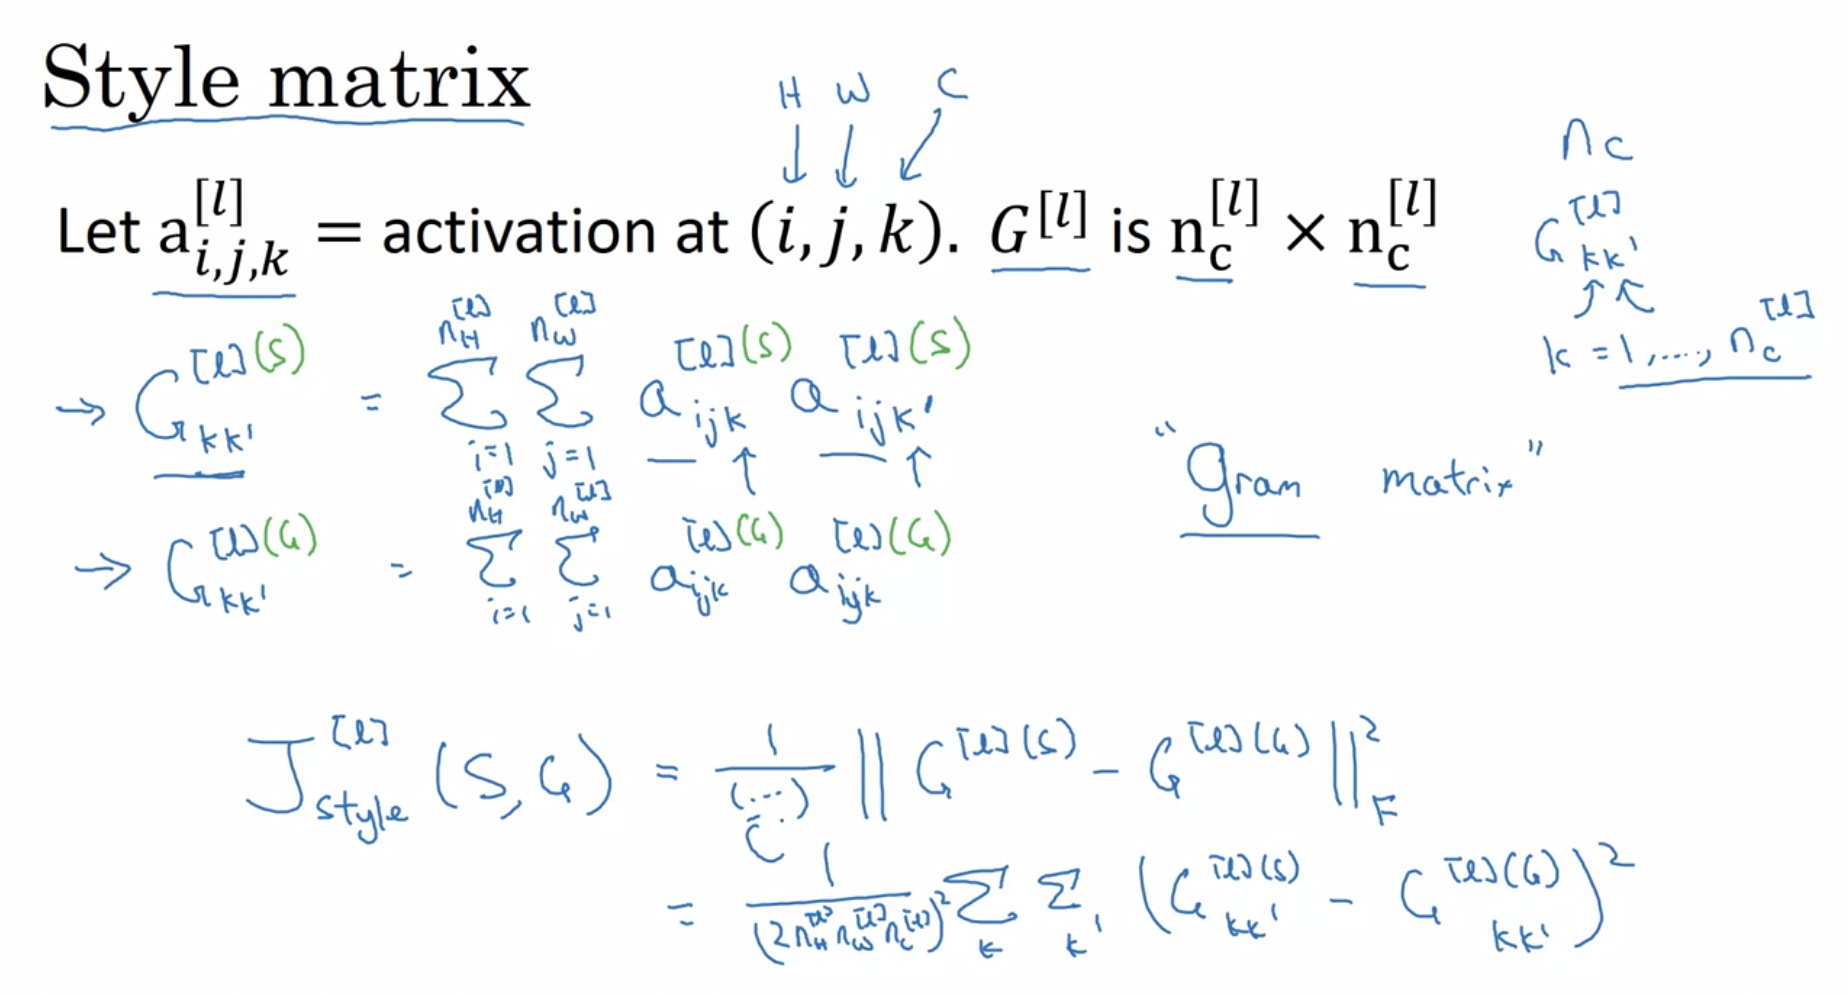 Style matrix
H W C
n_c
Let a^{[l]}_{i,j,k} = activation at (i, j, k). G^{[l]} is n_c^{[l]} × n_c^{[l]}
G^{[l]}_{kk'}
k = 1, ..., n_c^{[l]}
→ G^{[l](S)}_{kk'} = Σ_{i=1}^{n_H^{[l]}} Σ_{j=1}^{n_W^{[l]}} a^{[l](S)}_{ijk} a^{[l](S)}_{ijk'}
"Gram matrix"
→ G^{[l](G)}_{kk'} = Σ_{i=1}^{n_H^{[l]}} Σ_{j=1}^{n_W^{[l]}} a^{[l](G)}_{ijk} a^{[l](G)}_{ijk}
J^{[l]}_{style} (S, G) = 1/(...) || G^{[l](S)} - G^{[l](G)} ||^2_F
= 1/(2 n_H^{[l]} n_W^{[l]} n_c^{[l]})^2 Σ_k Σ_{k'} (G^{[l](S)}_{kk'} - G^{[l](G)}_{kk'})^2